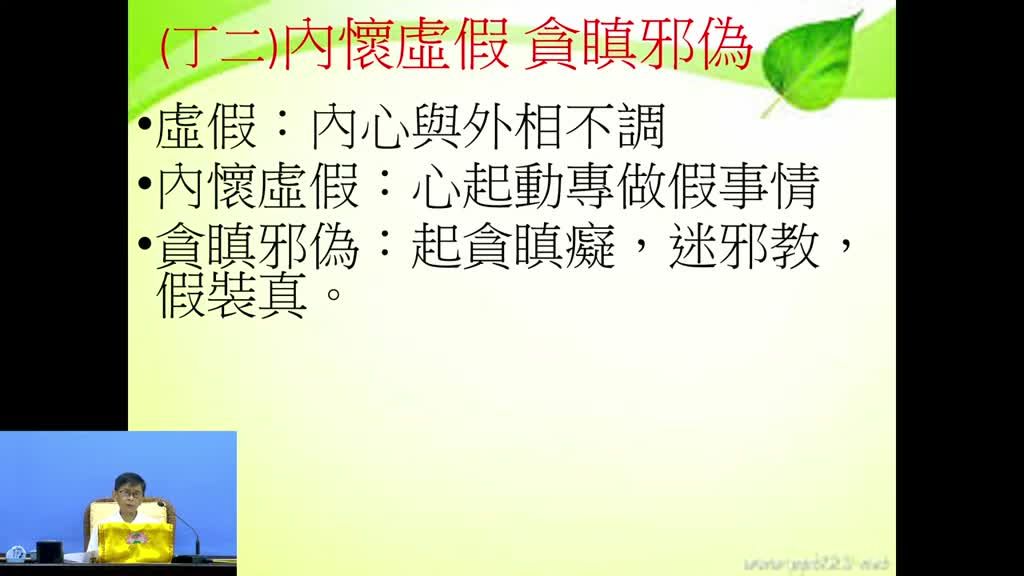 (丁二)內懷虛假 貪瞋邪偽
•虛假：內心與外相不調
•內懷虛假：心起動專做假事情
•貪瞋邪偽：起貪瞋癡，迷邪教，
假裝真。